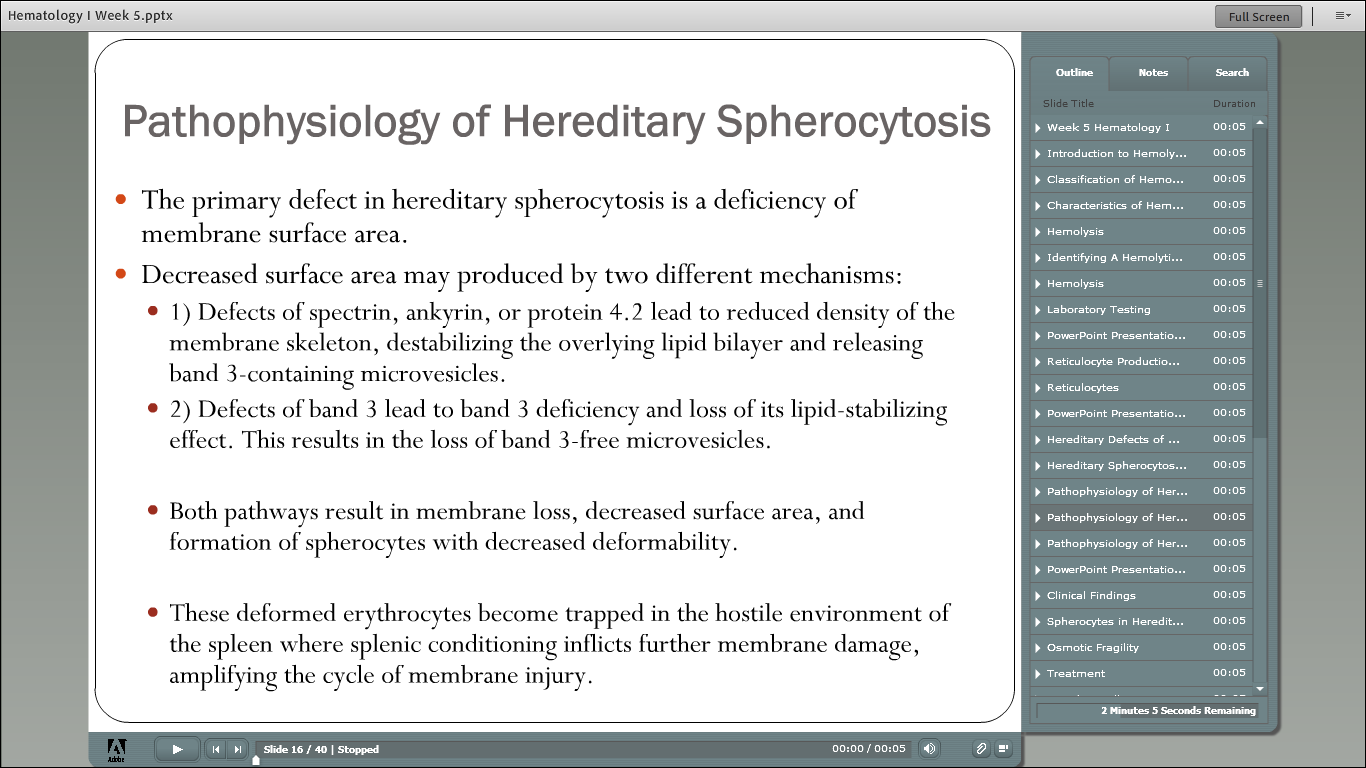 Hematology I Week 5.pptx
Full Screen
Pathophysiology of Hereditary Spherocytosis
The primary defect in hereditary spherocytosis is a deficiency of
membrane surface area.
Decreased surface area may produced by two different mechanisms:
1) Defects of spectrin, ankyrin, or protein 4.2 lead to reduced density of the
membrane skeleton, destabilizing the overlying lipid bilayer and releasing
band 3-containing microvesicles.
2) Defects of band 3 lead to band 3 deficiency and loss of its lipid-stabilizing
effect. This results in the loss of band 3-free microvesicles.
Both pathways result in membrane loss, decreased surface area, and
formation of spherocytes with decreased deformability.
These deformed erythrocytes become trapped in the hostile environment of
the spleen where splenic conditioning inflicts further membrane damage,
amplifying the cycle of membrane injury.
Outline Notes Search
Slide Title Duration
Week 5 Hematology I 00:05
Introduction to Hemoly... 00:05
Classification of Hemo... 00:05
Characteristics of Hem... 00:05
Hemolysis 00:05
Identifying A Hemolyti... 00:05
Hemolysis 00:05
Laboratory Testing 00:05
PowerPoint Presentatio... 00:05
Reticulocyte Productio... 00:05
Reticulocytes 00:05
PowerPoint Presentatio... 00:05
Hereditary Defects of ... 00:05
Hereditary Spherocytos... 00:05
Pathophysiology of Her... 00:05
Pathophysiology of Her... 00:05
Pathophysiology of Her... 00:05
PowerPoint Presentatio... 00:05
Clinical Findings 00:05
Spherocytes in Heredit... 00:05
Osmotic Fragility 00:05
Treatment 00:05
2 Minutes 5 Seconds Remaining
Adobe
Slide 16 / 40 | Stopped 00:00 / 00:05